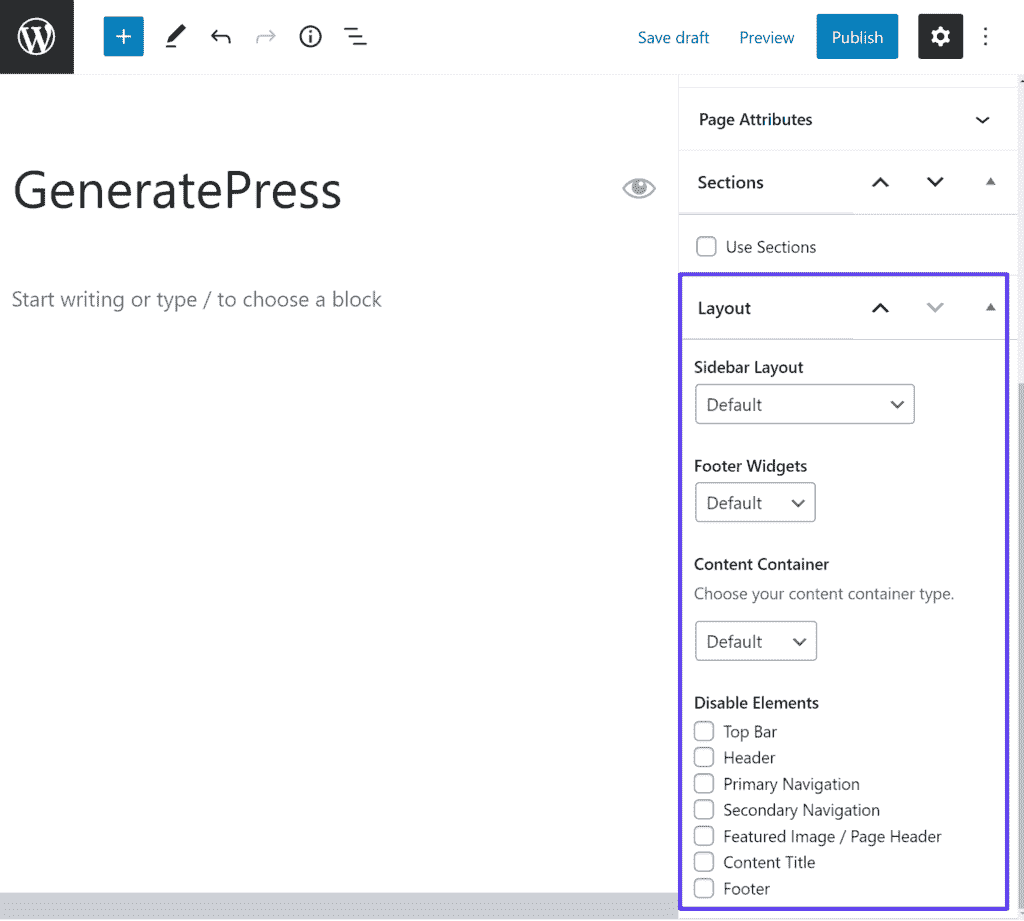 Save draft
Preview
Publish
GeneratePress
Start writing or type / to choose a block
Page Attributes
Sections
Use Sections
Layout
Sidebar Layout
Default
Footer Widgets
Default
Content Container
Choose your content container type.
Default
Disable Elements
Top Bar
Header
Primary Navigation
Secondary Navigation
Featured Image / Page Header
Content Title
Footer